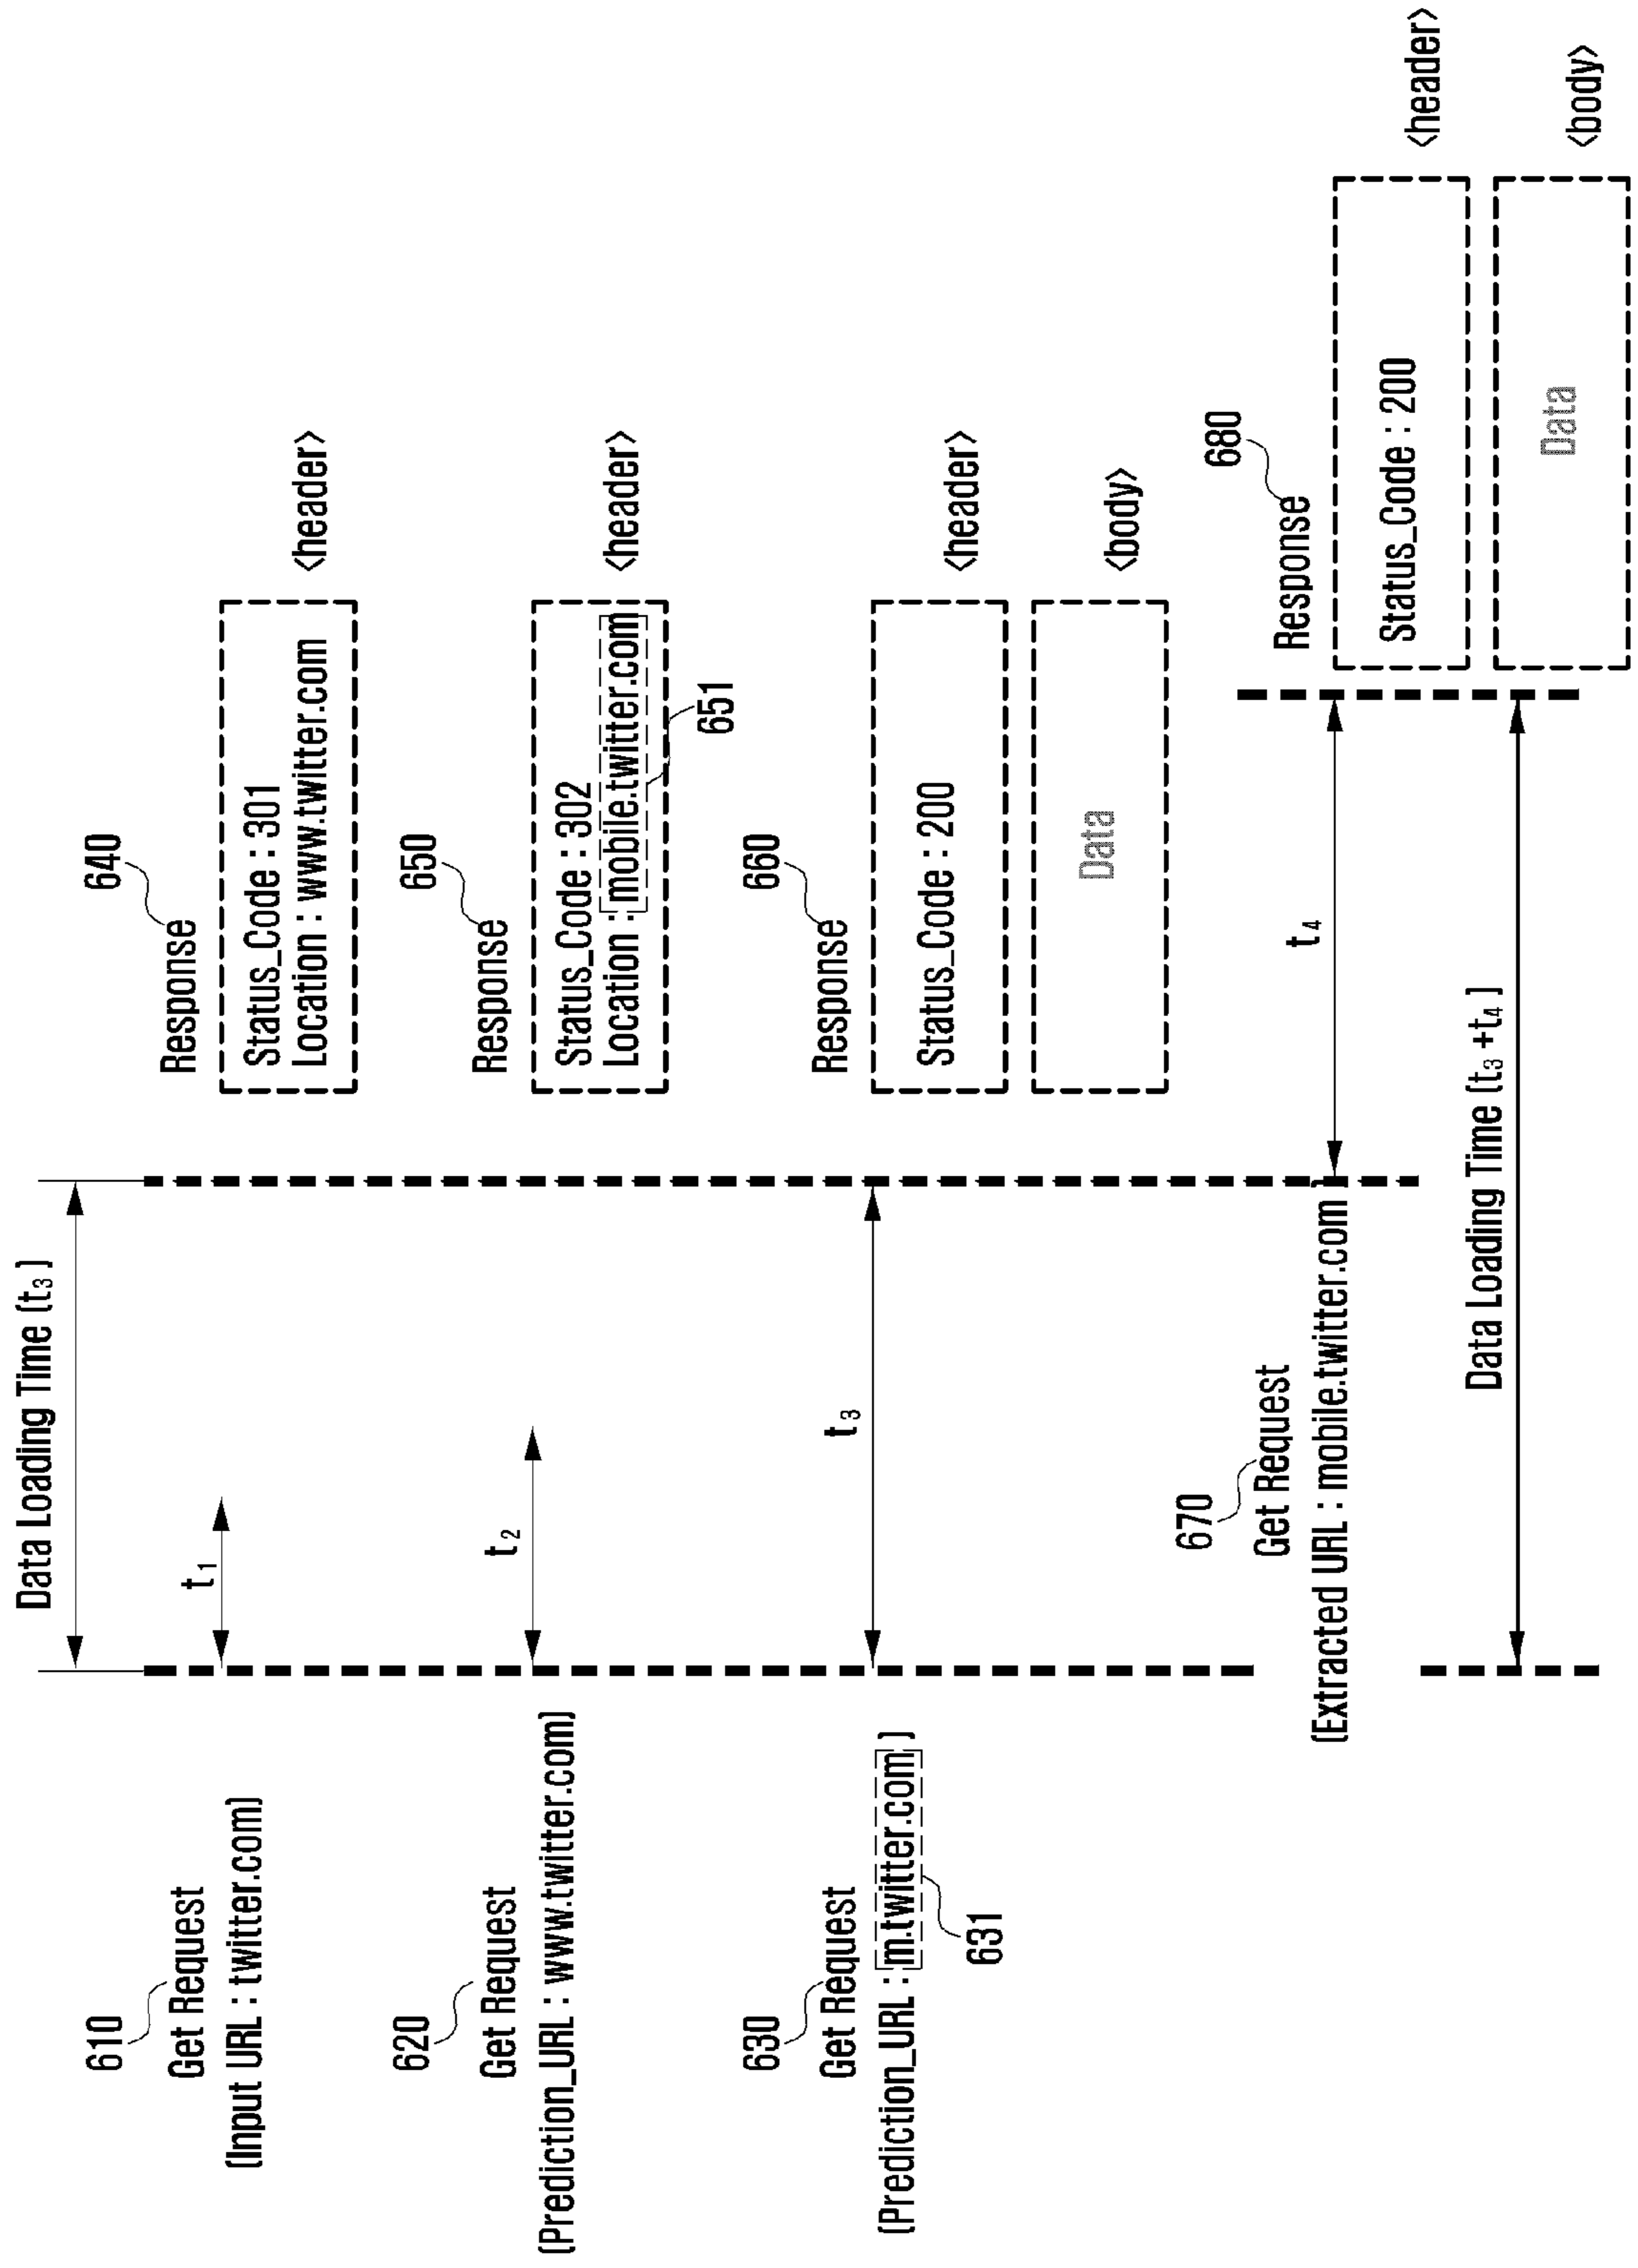 Data Loading Time (t3)
610
Get Request
(Input URL : twitter.com)
t1
640
Response
Status_Code : 301
Location : www.twitter.com
<header>
620
Get Request
(Prediction_URL : www.twitter.com)
t2
650
Response
Status_Code : 302
Location : mobile.twitter.com
651
<header>
630
Get Request
(Prediction_URL : m.twitter.com)
631
t3
660
Response
Status_Code : 200
<header>
Data
<body>
670
Get Request
(Extracted URL : mobile.twitter.com)
t4
680
Response
Status_Code : 200
<header>
Data
<body>
Data Loading Time (t3 +t4)